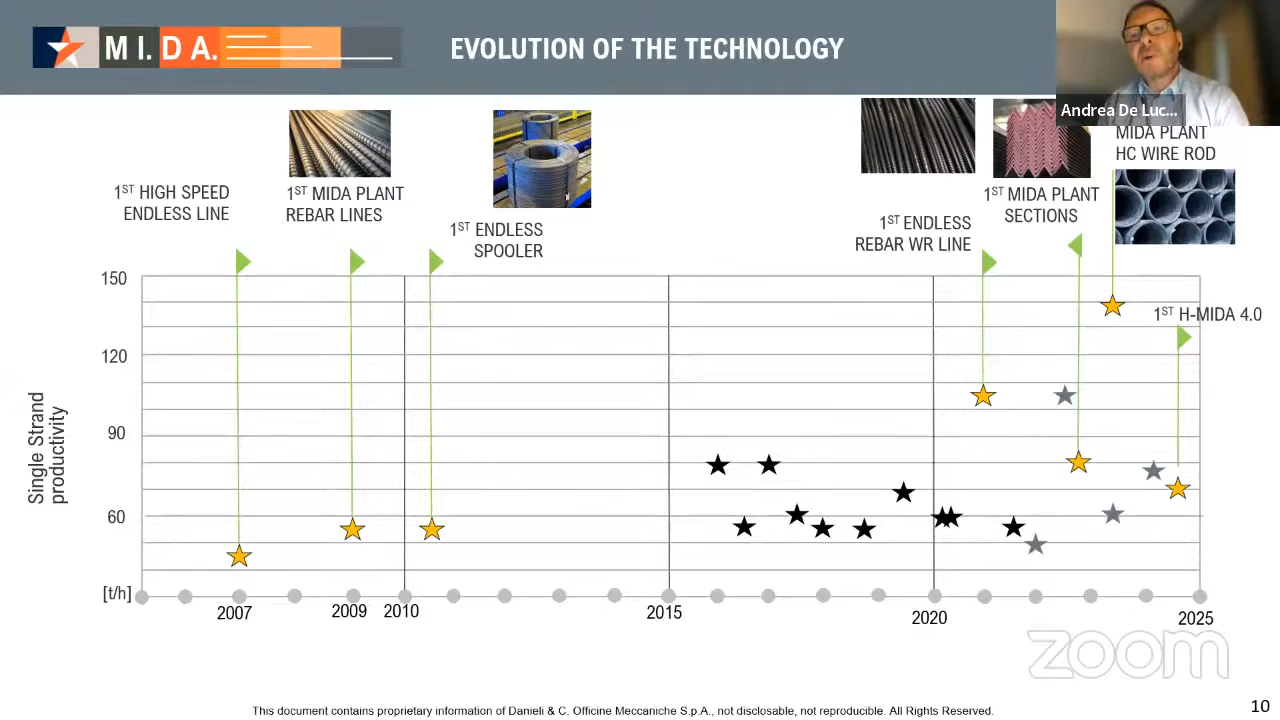 MI.DA.
EVOLUTION OF THE TECHNOLOGY
Andrea De Luc...
1ST HIGH SPEED
ENDLESS LINE
1ST MIDA PLANT
REBAR LINES
1ST ENDLESS
SPOOLER
1ST ENDLESS
REBAR WR LINE
1ST MIDA PLANT
SECTIONS
MIDA PLANT
HC WIRE ROD
1ST H-MIDA 4.0
Single Strand
productivity
150
120
90
60
[t/h]
2007
2009
2010
2015
2020
2025
zoom
This document contains proprietary information of Danieli & C. Officine Meccaniche S.p.A., not disclosable, not reproducible. All Rights Reserved.
10